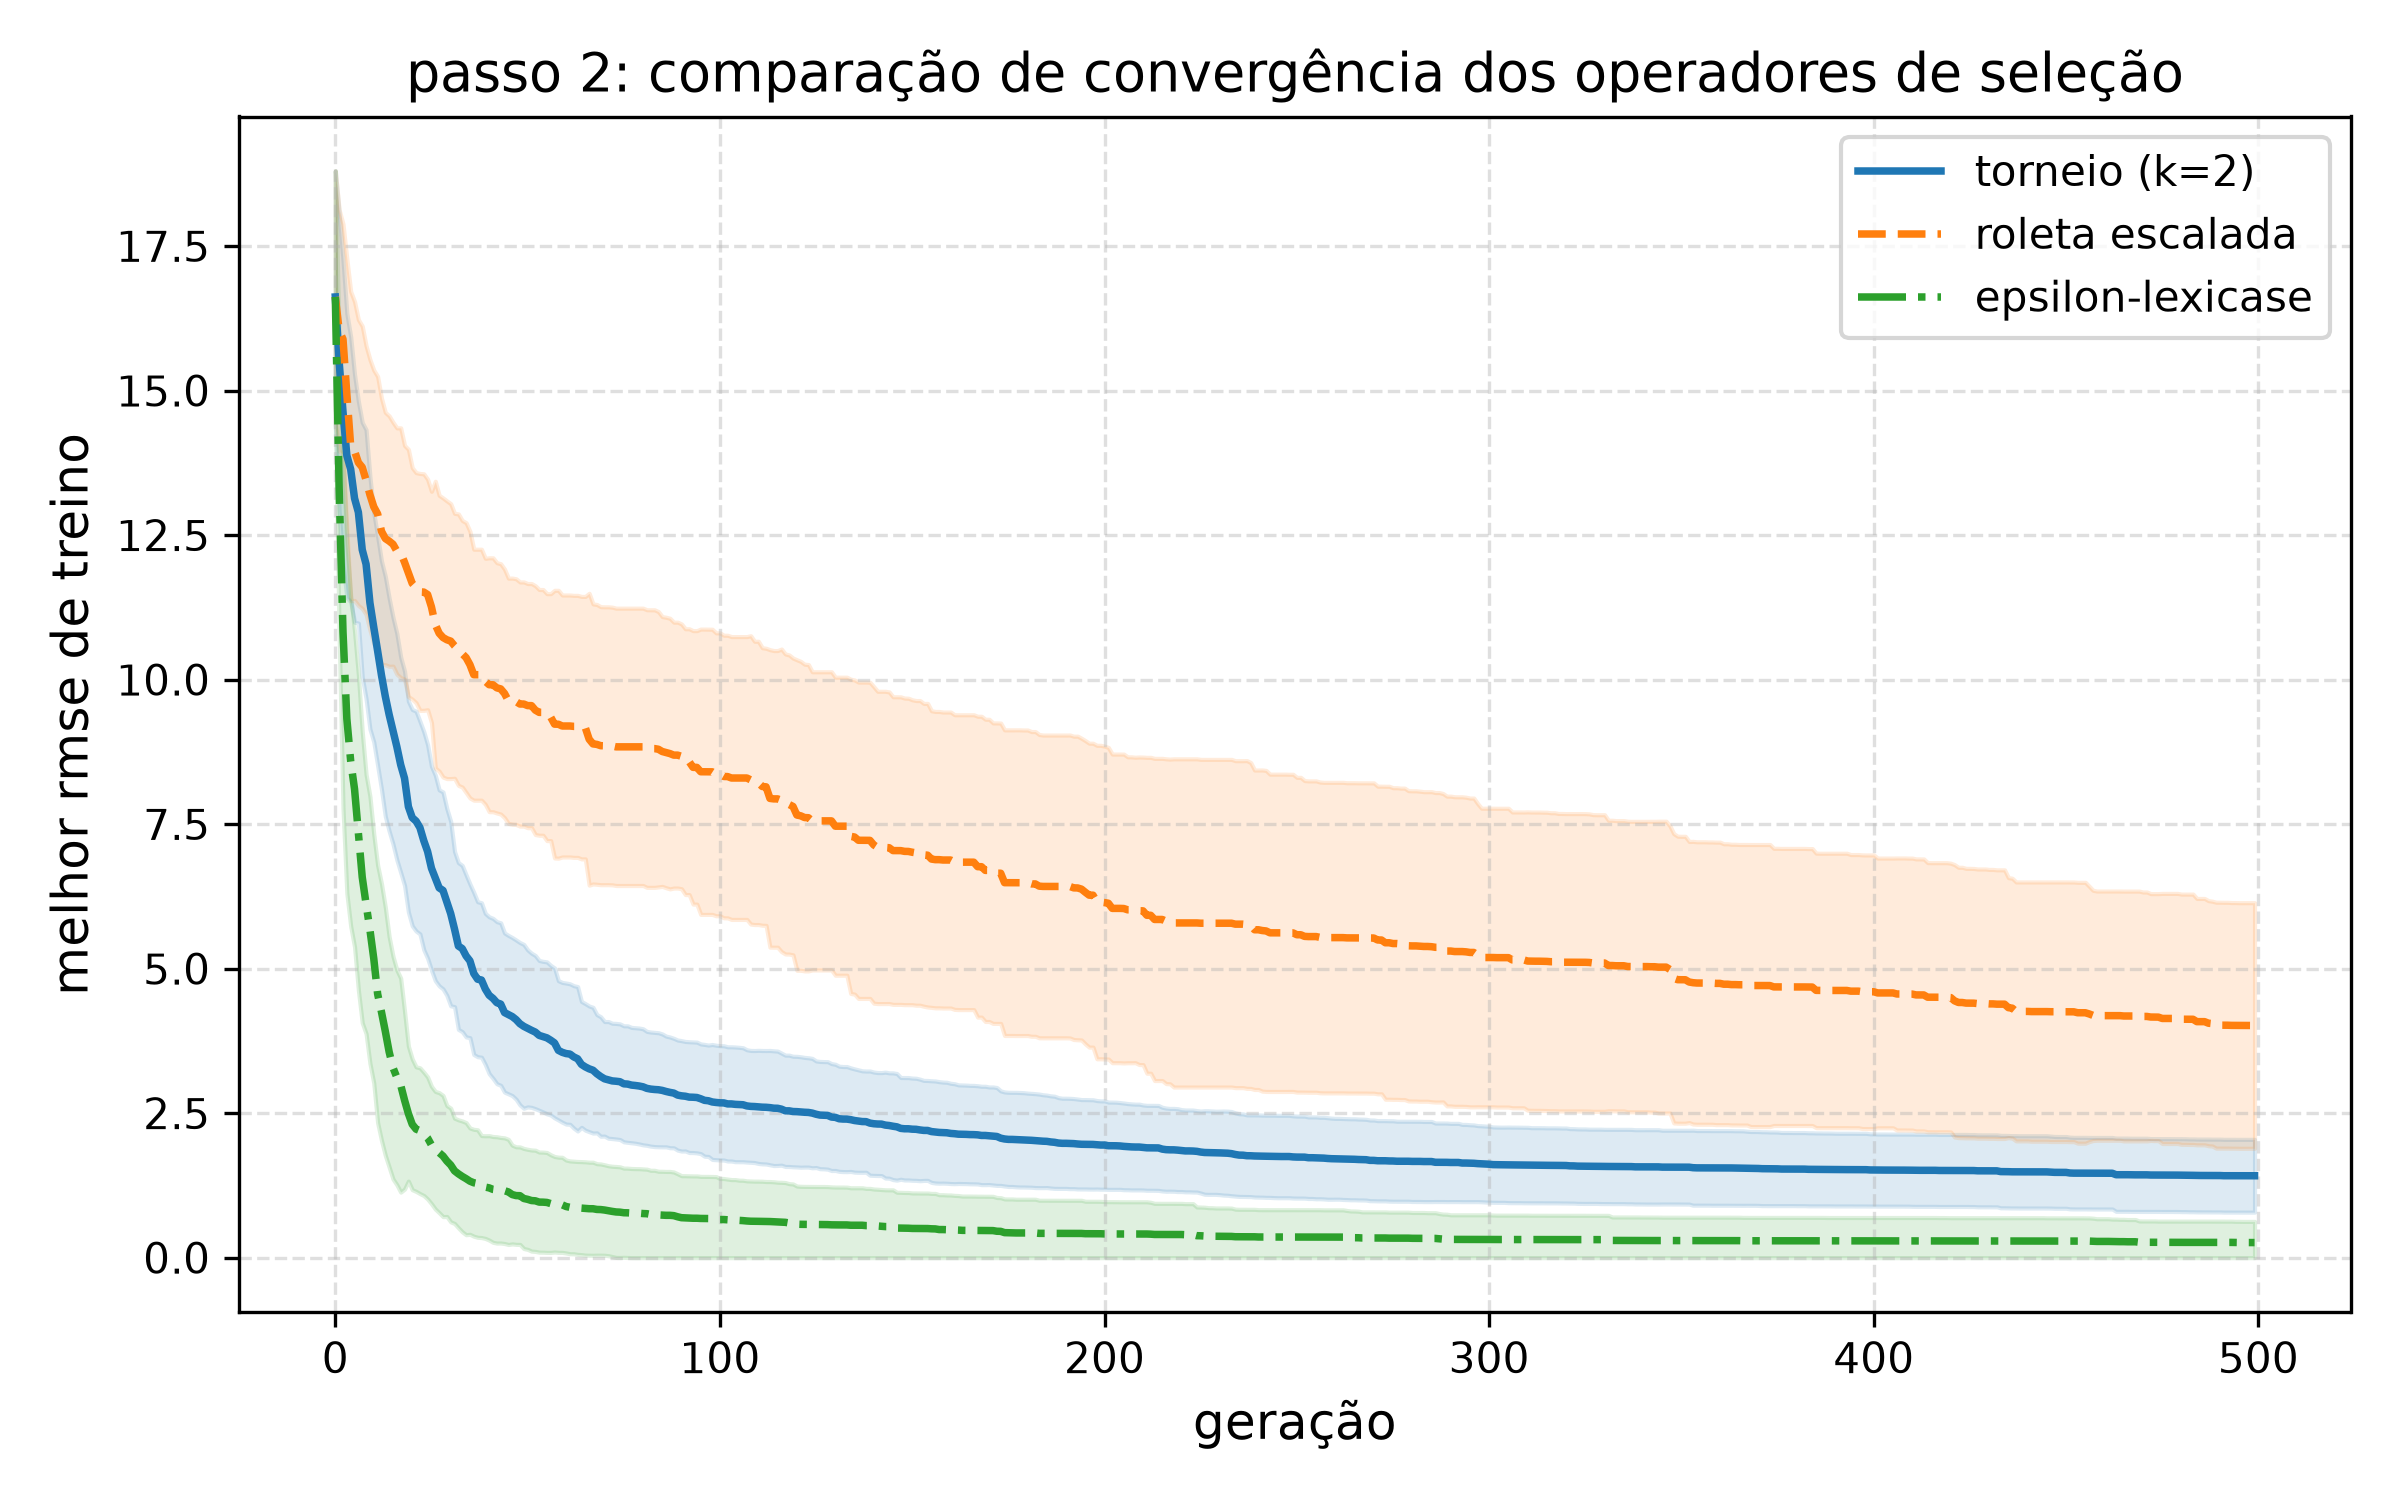 passo 2: comparação de convergência dos operadores de seleção
torneio (k=2)
roleta escalada
epsilon-lexicase
melhor rmse de treino
17.5
15.0
12.5
10.0
7.5
5.0
2.5
0.0
0 100 200 300 400 500
geração